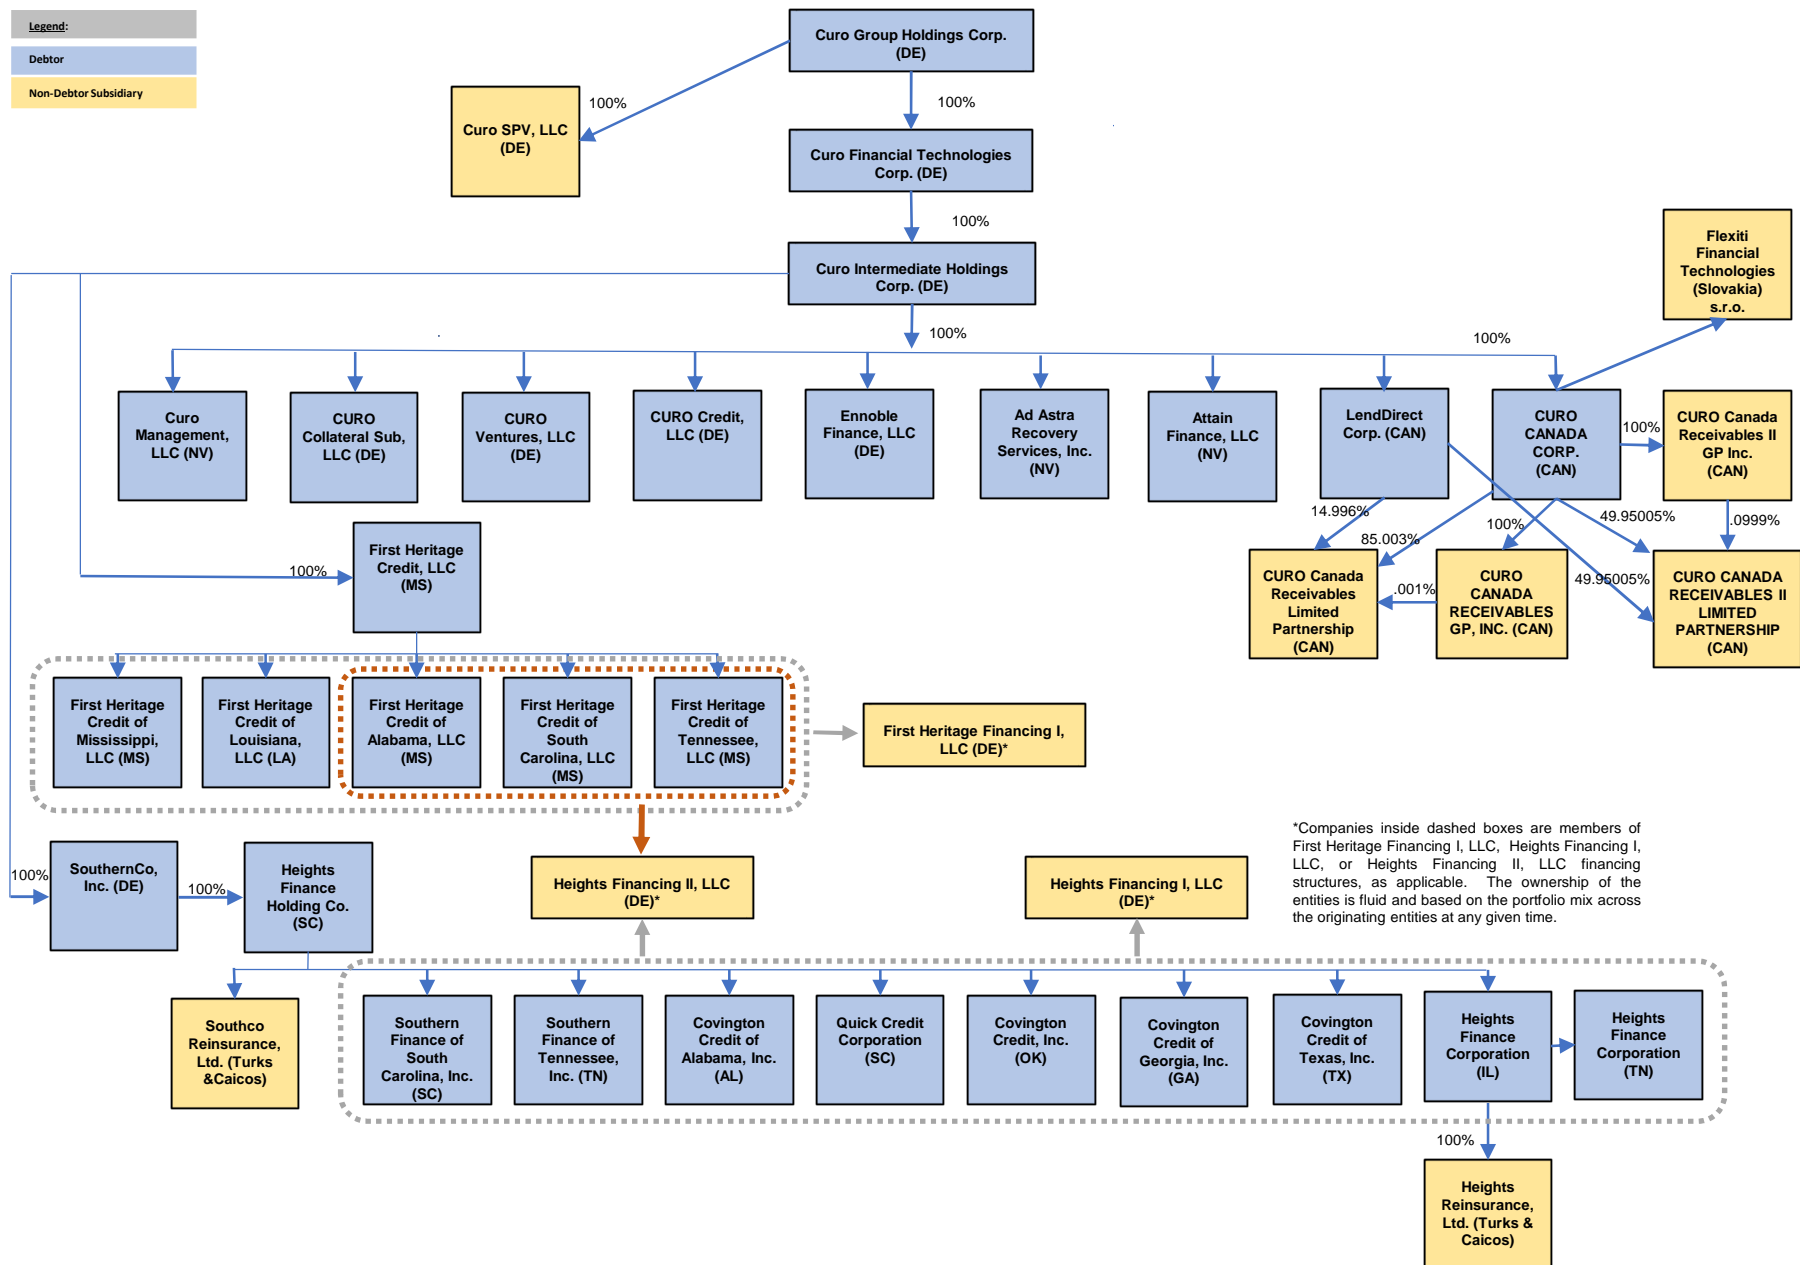 Legend:
Debtor
Non-Debtor Subsidiary
Curo Group Holdings Corp.
(DE)
100%
100%
Curo SPV, LLC
(DE)
Curo Financial Technologies
Corp. (DE)
100%
Curo Intermediate Holdings
Corp. (DE)
100%
100%
Flexiti
Financial
Technologies
(Slovakia)
s.r.o.
Curo
Management,
LLC (NV)
CURO
Collateral Sub,
LLC (DE)
CURO
Ventures, LLC
(DE)
CURO Credit,
LLC (DE)
Ennoble
Finance, LLC
(DE)
Ad Astra
Recovery
Services, Inc.
(NV)
Attain
Finance, LLC
(NV)
LendDirect
Corp. (CAN)
CURO
CANADA
CORP.
(CAN)
100%
CURO Canada
Receivables II
GP Inc.
(CAN)
14.996%
85.003%
100%
49.95005%
.0999%
49.95005%
.001%
CURO Canada
Receivables
Limited
Partnership
(CAN)
CURO
CANADA
RECEIVABLES
GP, INC. (CAN)
CURO CANADA
RECEIVABLES II
LIMITED
PARTNERSHIP
(CAN)
100%
First Heritage
Credit, LLC
(MS)
First Heritage
Credit of
Mississippi,
LLC (MS)
First Heritage
Credit of
Louisiana,
LLC (LA)
First Heritage
Credit of
Alabama, LLC
(MS)
First Heritage
Credit of
South
Carolina, LLC
(MS)
First Heritage
Credit of
Tennessee,
LLC (MS)
First Heritage Financing I,
LLC (DE)*
100%
SouthernCo,
Inc. (DE)
100%
Heights
Finance
Holding Co.
(SC)
Heights Financing II, LLC
(DE)*
Heights Financing I, LLC
(DE)*
*Companies inside dashed boxes are members of
First Heritage Financing I, LLC, Heights Financing I,
LLC, or Heights Financing II, LLC financing
structures, as applicable. The ownership of the
entities is fluid and based on the portfolio mix across
the originating entities at any given time.
Southco
Reinsurance,
Ltd. (Turks
&Caicos)
Southern
Finance of
South
Carolina, Inc.
(SC)
Southern
Finance of
Tennessee,
Inc. (TN)
Covington
Credit of
Alabama, Inc.
(AL)
Quick Credit
Corporation
(SC)
Covington
Credit, Inc.
(OK)
Covington
Credit of
Georgia, Inc.
(GA)
Covington
Credit of
Texas, Inc.
(TX)
Heights
Finance
Corporation
(IL)
Heights
Finance
Corporation
(TN)
100%
Heights
Reinsurance,
Ltd. (Turks &
Caicos)